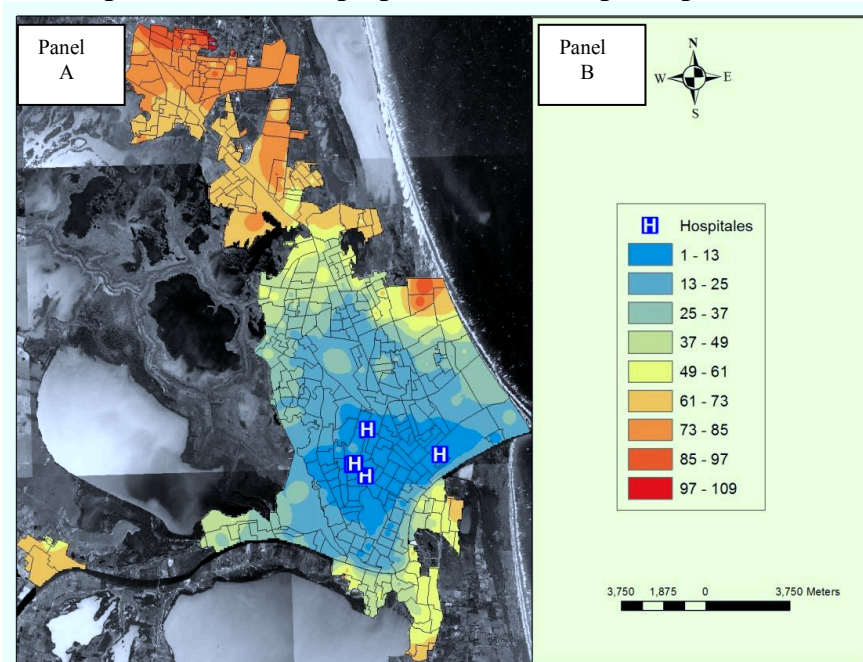 Panel
A
Panel
B
N
W E
S
H Hospitales
1 - 13
13 - 25
25 - 37
37 - 49
49 - 61
61 - 73
73 - 85
85 - 97
97 - 109
H
H
H
H
3,750 1,875 0 3,750 Meters